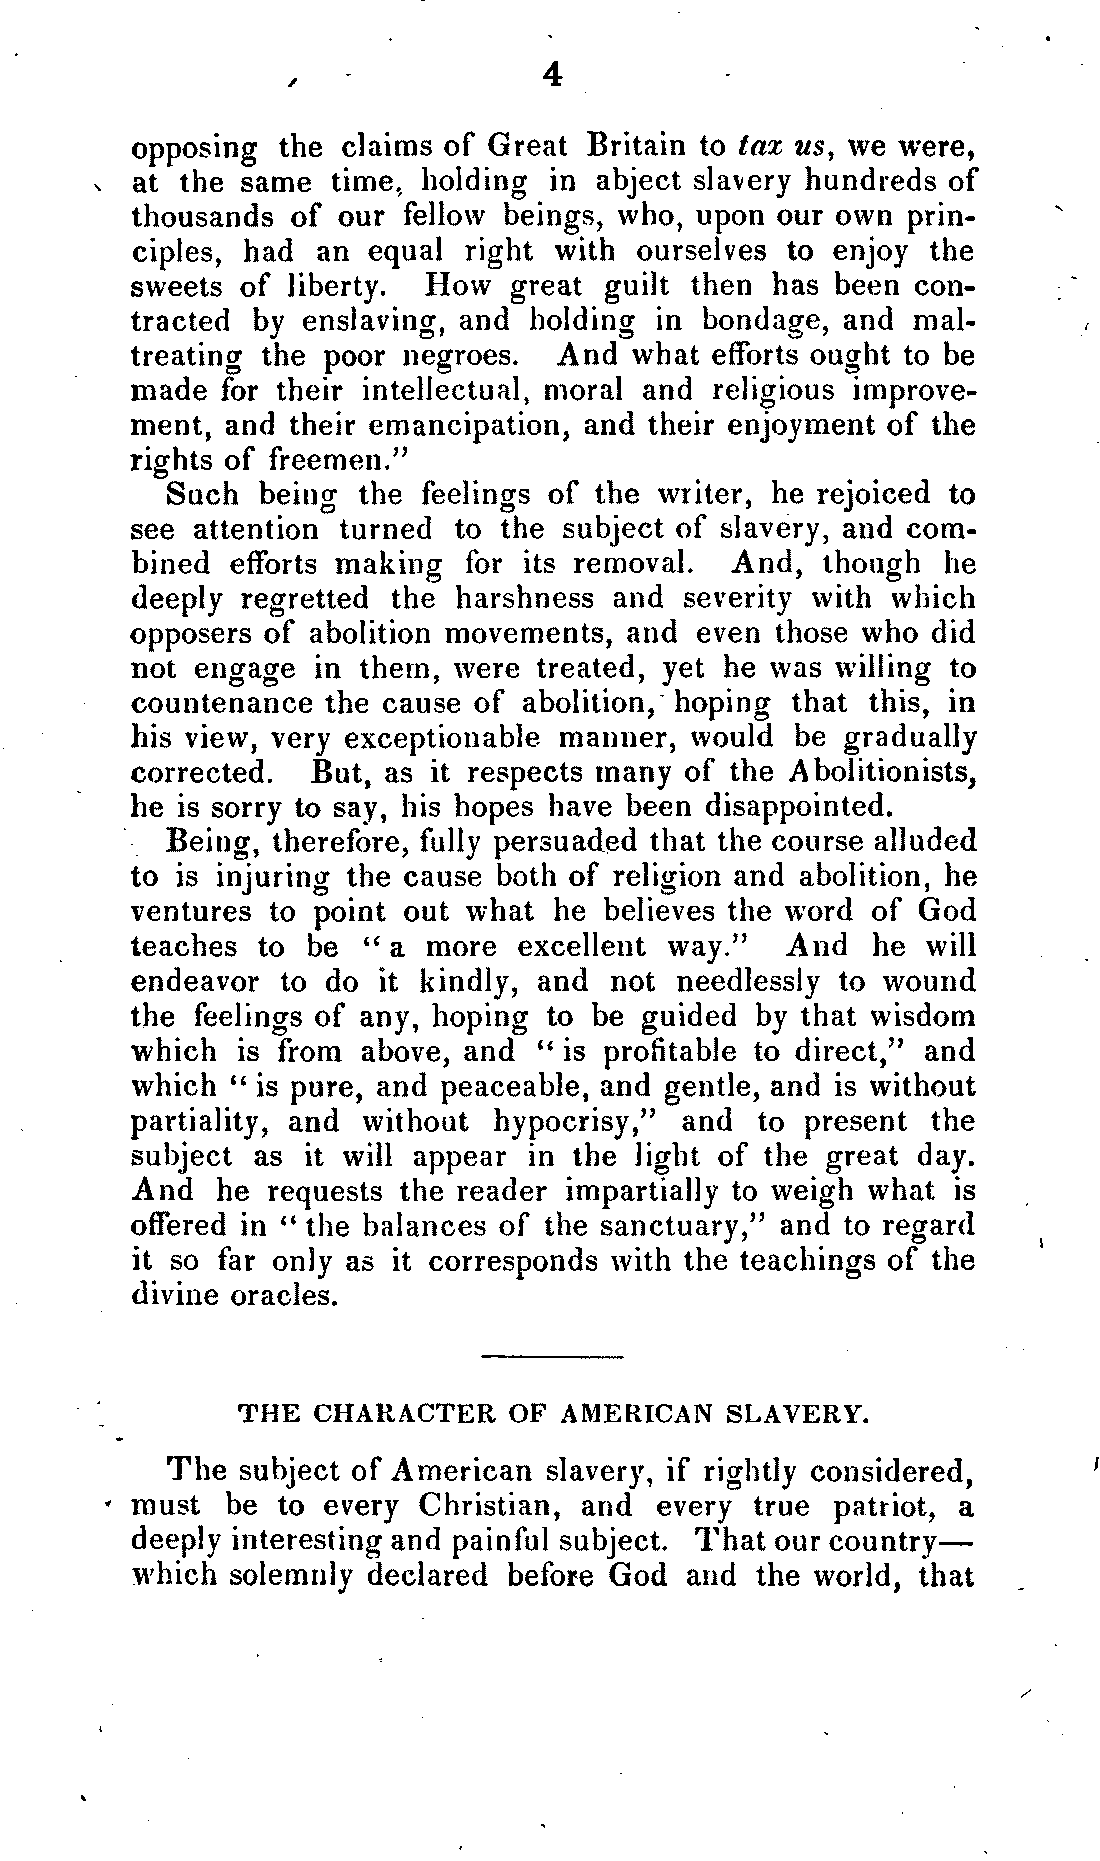 4
opposing the claims of Great Britain to tax us, we were,
at the same time, holding in abject slavery hundreds of
thousands of our fellow beings, who, upon our own prin-
ciples, had an equal right with ourselves to enjoy the
sweets of liberty. How great guilt then has been con-
tracted by enslaving, and holding in bondage, and mal-
treating the poor negroes. And what efforts ought to be
made for their intellectual, moral and religious improve-
ment, and their emancipation, and their enjoyment of the
rights of freemen."
Such being the feelings of the writer, he rejoiced to
see attention turned to the subject of slavery, and com-
bined efforts making for its removal. And, though he
deeply regretted the harshness and severity with which
opposers of abolition movements, and even those who did
not engage in them, were treated, yet he was willing to
countenance the cause of abolition, hoping that this, in
his view, very exceptionable manner, would be gradually
corrected. But, as it respects many of the Abolitionists,
he is sorry to say, his hopes have been disappointed.
Being, therefore, fully persuaded that the course alluded
to is injuring the cause both of religion and abolition, he
ventures to point out what he believes the word of God
teaches to be "a more excellent way." And he will
endeavor to do it kindly, and not needlessly to wound
the feelings of any, hoping to be guided by that wisdom
which is from above, and "is profitable to direct," and
which "is pure, and peaceable, and gentle, and is without
partiality, and without hypocrisy," and to present the
subject as it will appear in the light of the great day.
And he requests the reader impartially to weigh what is
offered in "the balances of the sanctuary," and to regard
it so far only as it corresponds with the teachings of the
divine oracles.
THE CHARACTER OF AMERICAN SLAVERY.
The subject of American slavery, if rightly considered,
must be to every Christian, and every true patriot, a
deeply interesting and painful subject. That our country—
which solemnly declared before God and the world, that